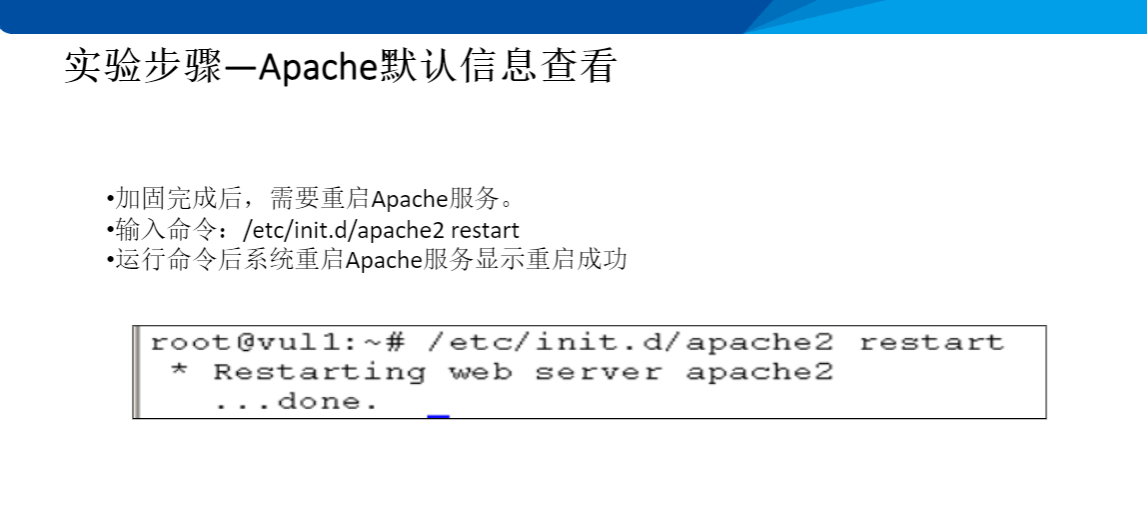 实验步骤—Apache默认信息查看
•加固完成后，需要重启Apache服务。
•输入命令：/etc/init.d/apache2 restart
•运行命令后系统重启Apache服务显示重启成功
root@vul1:~# /etc/init.d/apache2 restart
* Restarting web server apache2
...done.